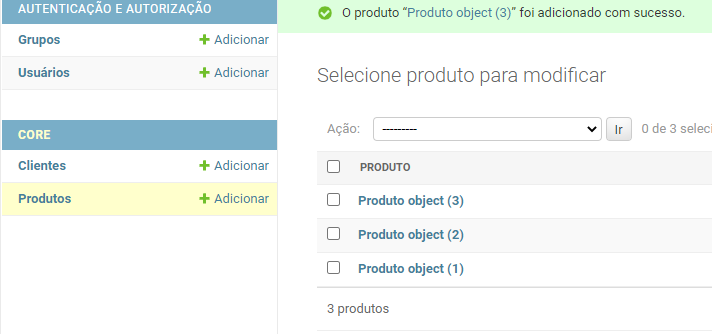 AUTENTICAÇÃO E AUTORIZAÇÃO
Grupos
Adicionar
Usuários
Adicionar
CORE
Clientes
Adicionar
Produtos
Adicionar
O produto “Produto object (3)” foi adicionado com sucesso.
Selecione produto para modificar
Ação: --------- Ir 0 de 3 seleci
PRODUTO
Produto object (3)
Produto object (2)
Produto object (1)
3 produtos